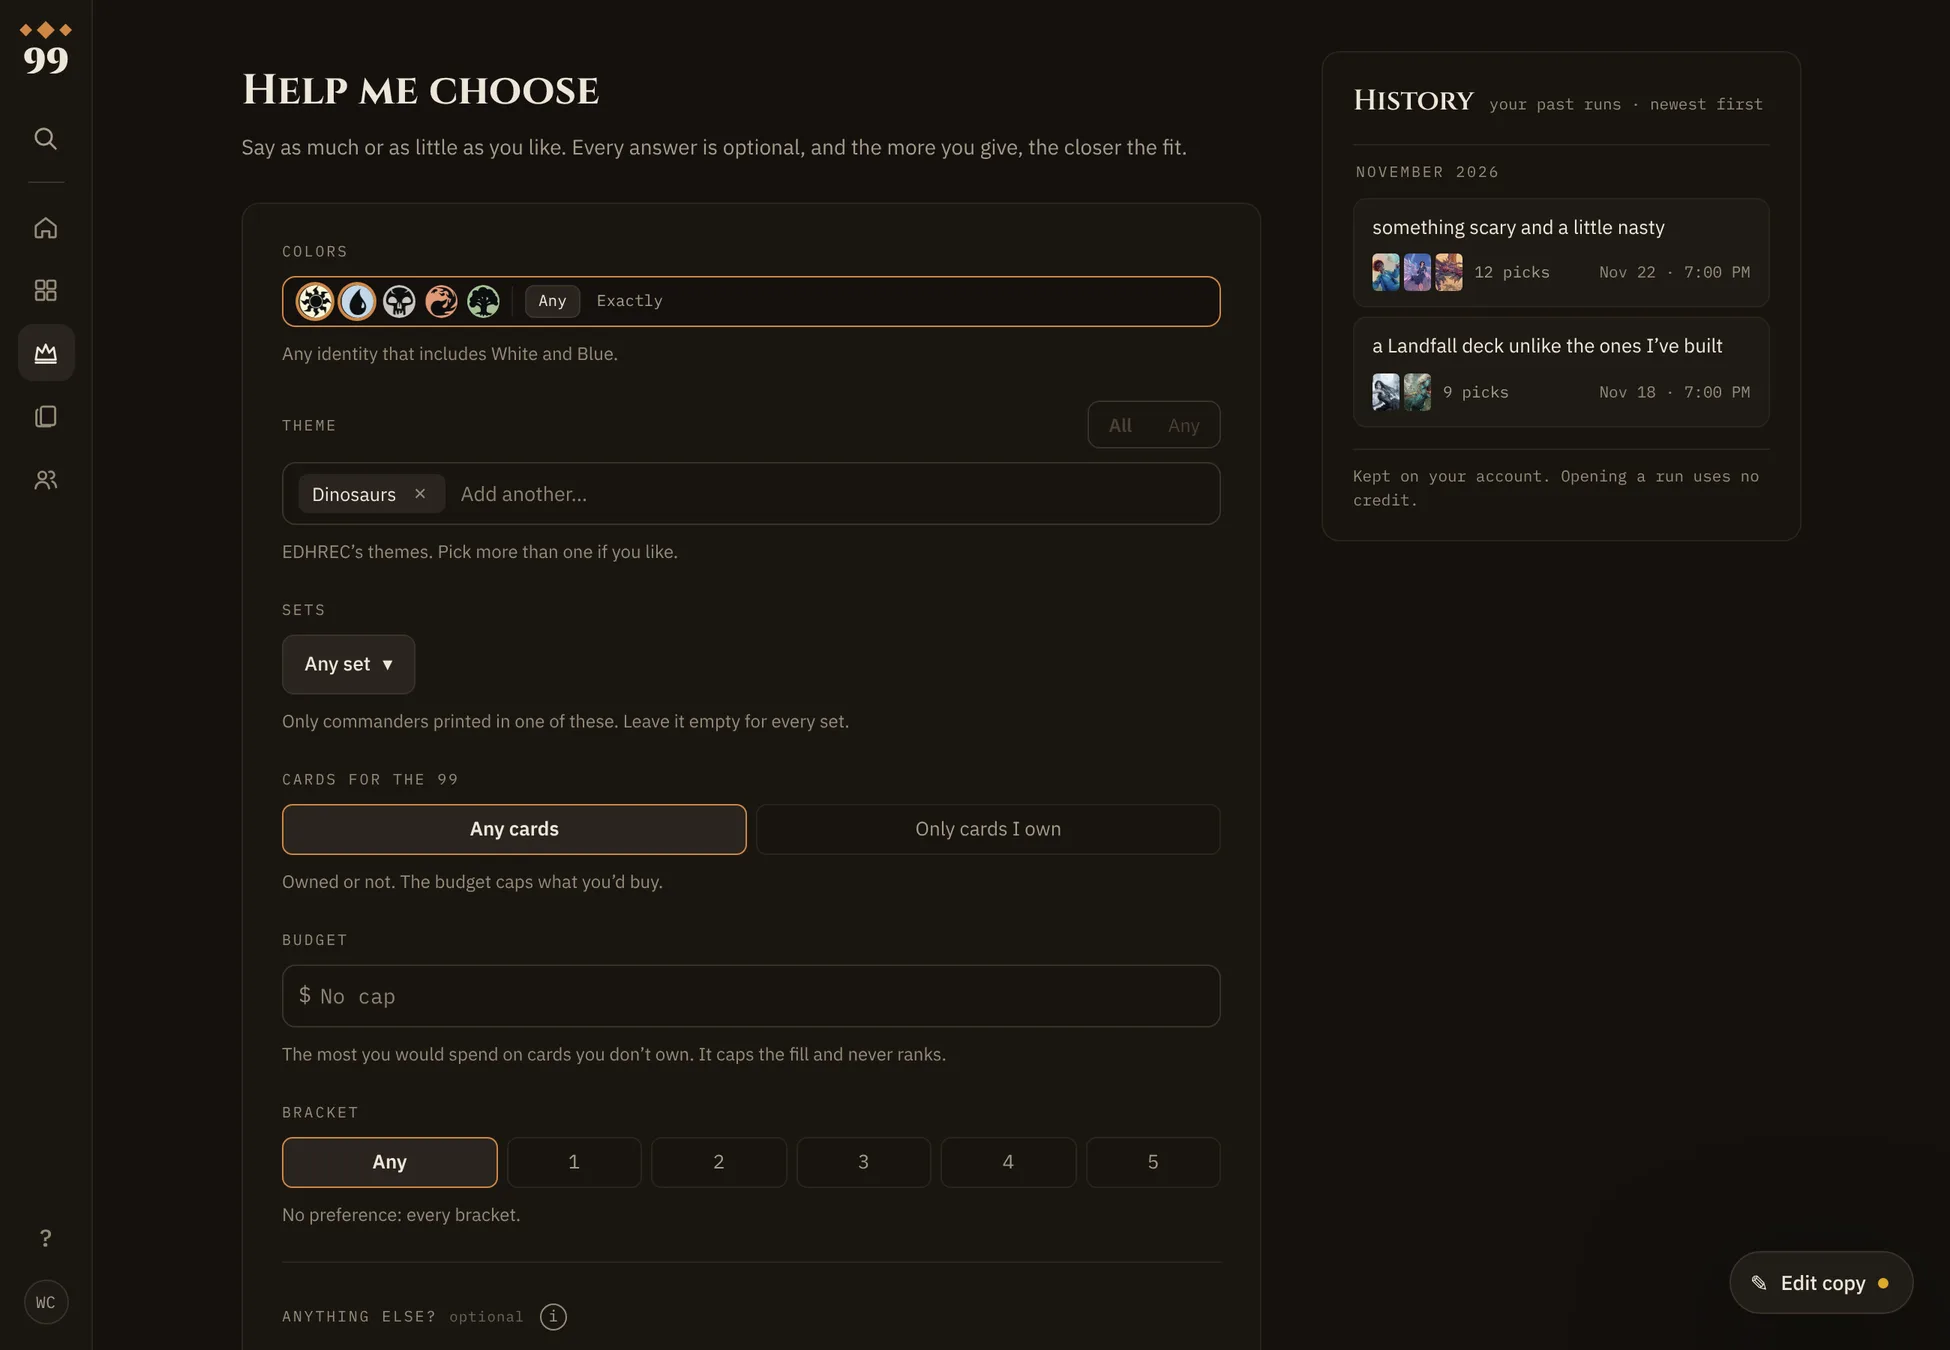 99
HELP ME CHOOSE
Say as much or as little as you like. Every answer is optional, and the more you give, the closer the fit.
COLORS
Any Exactly
Any identity that includes White and Blue.
THEME
All Any
Dinosaurs × Add another...
EDHREC’s themes. Pick more than one if you like.
SETS
Any set ▼
Only commanders printed in one of these. Leave it empty for every set.
CARDS FOR THE 99
Any cards
Only cards I own
Owned or not. The budget caps what you’d buy.
BUDGET
$ No cap
The most you would spend on cards you don’t own. It caps the fill and never ranks.
BRACKET
Any 1 2 3 4 5
No preference: every bracket.
ANYTHING ELSE? optional i
HISTORY your past runs · newest first
NOVEMBER 2026
something scary and a little nasty
12 picks Nov 22 · 7:00 PM
a Landfall deck unlike the ones I’ve built
9 picks Nov 18 · 7:00 PM
Kept on your account. Opening a run uses no
credit.
?
WC
✎ Edit copy